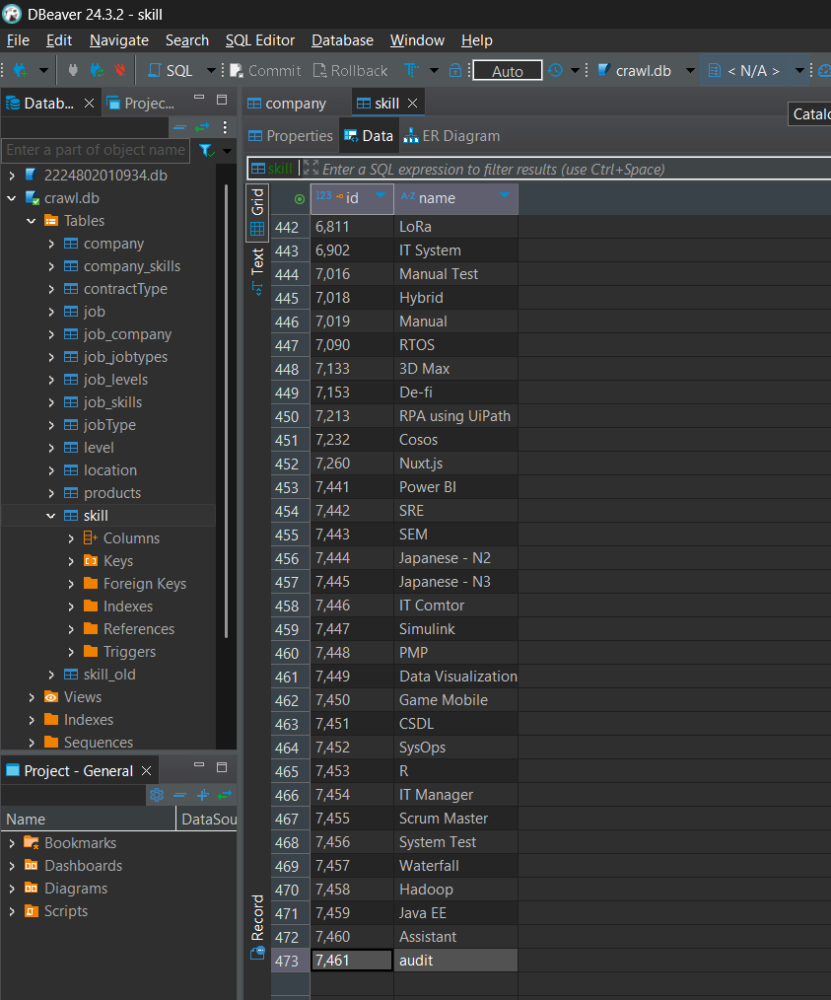 DBeaver 24.3.2 - skill
File Edit Navigate Search SQL Editor Database Window Help
SQL Commit Rollback Auto crawl.db < N/A >
Datab... Projec...
company skill
Catalo
Properties Data ER Diagram
Enter a part of object name
skill Enter a SQL expression to filter results (use Ctrl+Space)
2224802010934.db
crawl.db
Tables
company
company_skills
contractType
job
job_company
job_jobtypes
job_levels
job_skills
jobType
level
location
products
skill
Columns
Keys
Foreign Keys
Indexes
References
Triggers
skill_old
Views
Indexes
Sequences
Project - General
Name DataSou
Bookmarks
Dashboards
Diagrams
Scripts
Grid
Text
Record
123 id A-Z name
442 6,811 LoRa
443 6,902 IT System
444 7,016 Manual Test
445 7,018 Hybrid
446 7,019 Manual
447 7,090 RTOS
448 7,133 3D Max
449 7,153 De-fi
450 7,213 RPA using UiPath
451 7,232 Cosos
452 7,260 Nuxt.js
453 7,441 Power BI
454 7,442 SRE
455 7,443 SEM
456 7,444 Japanese - N2
457 7,445 Japanese - N3
458 7,446 IT Comtor
459 7,447 Simulink
460 7,448 PMP
461 7,449 Data Visualization
462 7,450 Game Mobile
463 7,451 CSDL
464 7,452 SysOps
465 7,453 R
466 7,454 IT Manager
467 7,455 Scrum Master
468 7,456 System Test
469 7,457 Waterfall
470 7,458 Hadoop
471 7,459 Java EE
472 7,460 Assistant
473 7,461 audit